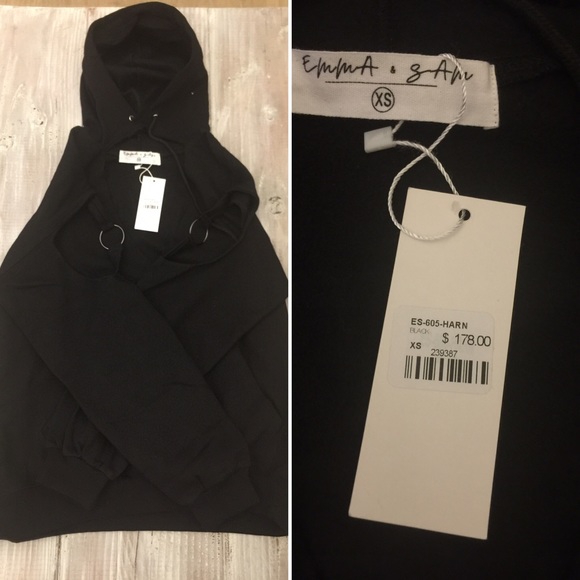 EMMA & SAM
XS
ES-605-HARN
BLACK
$ 178.00
XS
239387